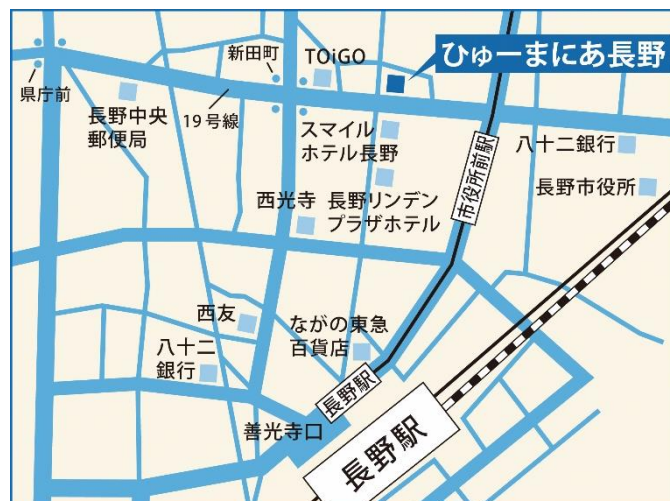 新田町
TOiGO
ひゅーまにあ長野
県庁前
長野中央
郵便局
19号線
スマイル
ホテル長野
八十二銀行
長野市役所
市役所前駅
西光寺
長野リンデン
プラザホテル
西友
八十二
銀行
ながの東急
百貨店
長野駅
善光寺口
長野駅